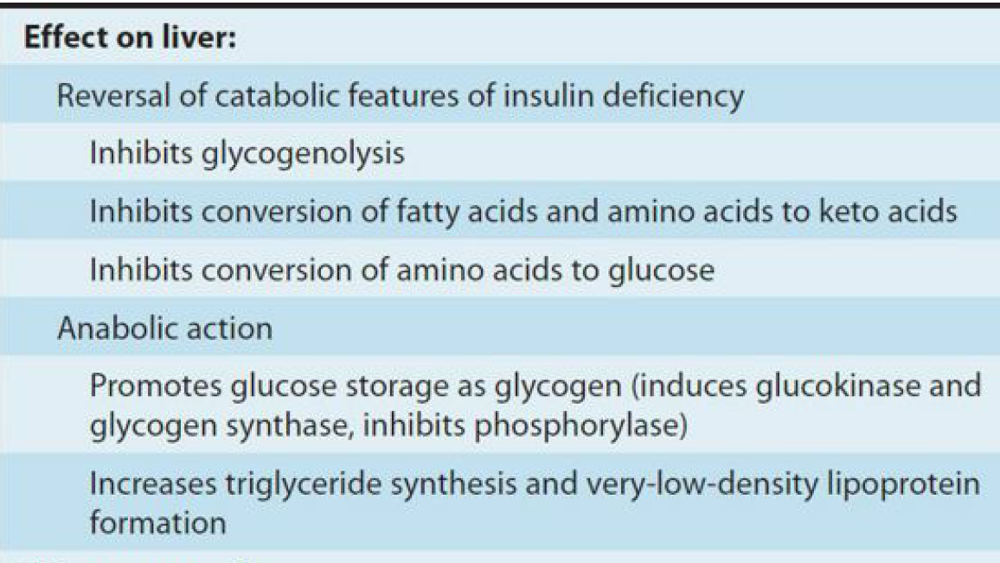 Effect on liver:
Reversal of catabolic features of insulin deficiency
Inhibits glycogenolysis
Inhibits conversion of fatty acids and amino acids to keto acids
Inhibits conversion of amino acids to glucose
Anabolic action
Promotes glucose storage as glycogen (induces glucokinase and
glycogen synthase, inhibits phosphorylase)
Increases triglyceride synthesis and very-low-density lipoprotein
formation